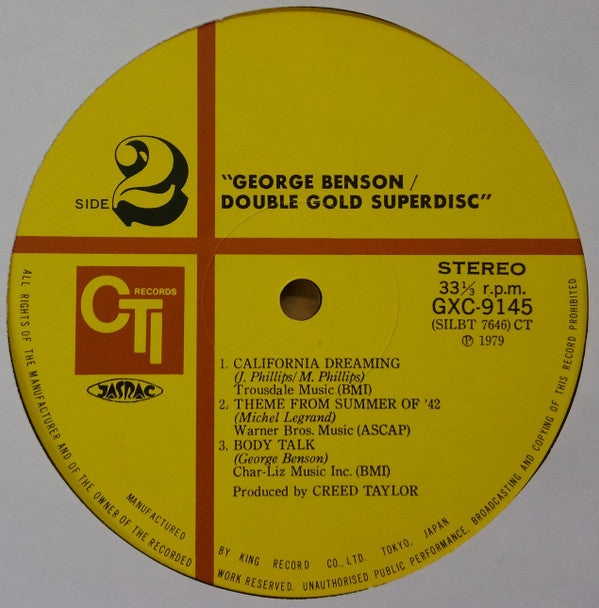 SIDE 2
"GEORGE BENSON /
DOUBLE GOLD SUPERDISC"
CTI RECORDS
JASRAC
STEREO
33⅓ r.p.m.
GXC-9145
(SILBT 7646) CT
℗ 1979
1. CALIFORNIA DREAMING
(J. Phillips/ M. Phillips)
Trousdale Music (BMI)
2. THEME FROM SUMMER OF '42
(Michel Legrand)
Warner Bros. Music (ASCAP)
3. BODY TALK
(George Benson)
Char-Liz Music Inc. (BMI)
Produced by CREED TAYLOR
ALL RIGHTS OF THE MANUFACTURER AND OF THE OWNER OF THE RECORDED WORK RESERVED. UNAUTHORISED PUBLIC PERFORMANCE, BROADCASTING AND COPYING OF THIS RECORD PROHIBITED
MANUFACTURED BY KING RECORD CO., LTD. TOKYO, JAPAN